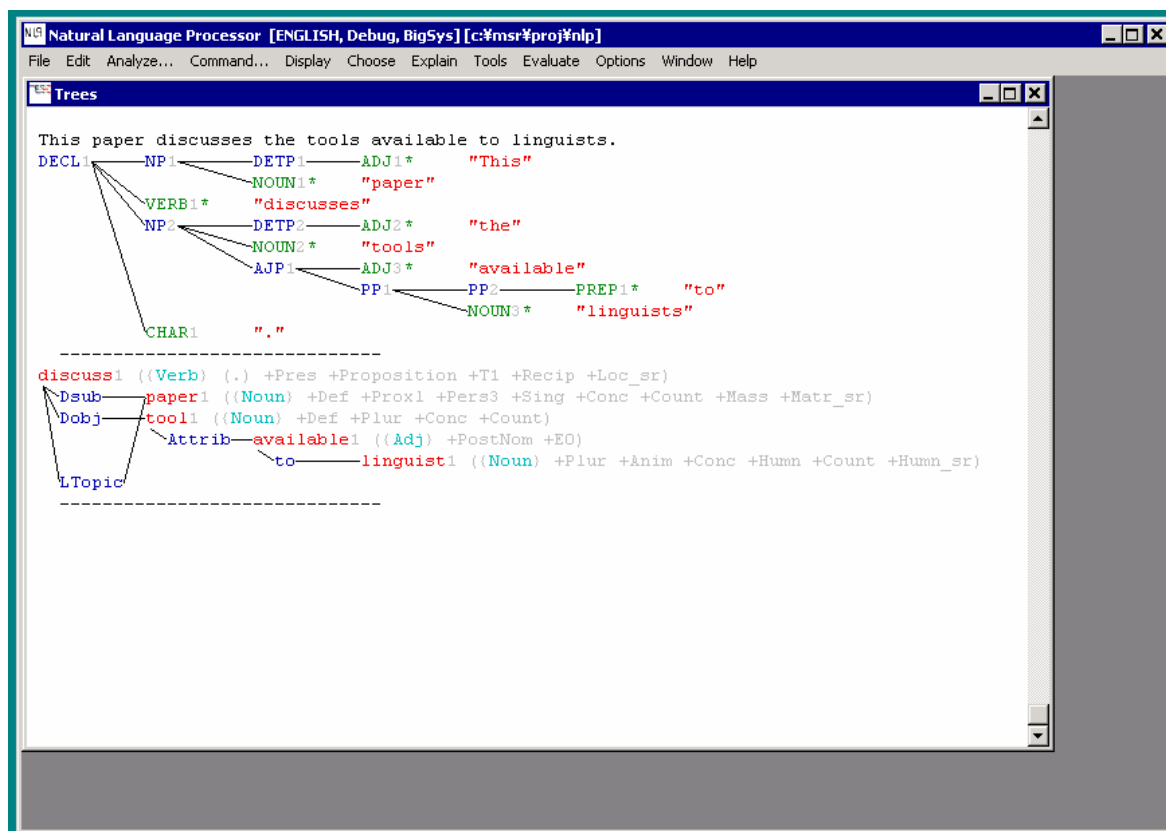 Natural Language Processor [ENGLISH, Debug, BigSys] [c:¥msr¥proj¥nlp]
File Edit Analyze... Command... Display Choose Explain Tools Evaluate Options Window Help
Trees
This paper discusses the tools available to linguists.
DECL1 NP1 DETP1 ADJ1* "This"
NOUN1* "paper"
VERB1* "discusses"
NP2 DETP2 ADJ2* "the"
NOUN2* "tools"
AJP1 ADJ3* "available"
PP1 PP2 PREP1* "to"
NOUN3* "linguists"
CHAR1 "."
------------------------------
discuss1 ({Verb} (.) +Pres +Proposition +T1 +Recip +Loc_sr)
Dsub paper1 ({Noun} +Def +Proxl +Pers3 +Sing +Conc +Count +Mass +Matr_sr)
Dobj tool1 ({Noun} +Def +Plur +Conc +Count)
Attrib available1 ({Adj} +PostNom +E0)
to linguist1 ({Noun} +Plur +Anim +Conc +Humn +Count +Humn_sr)
LTopic
------------------------------